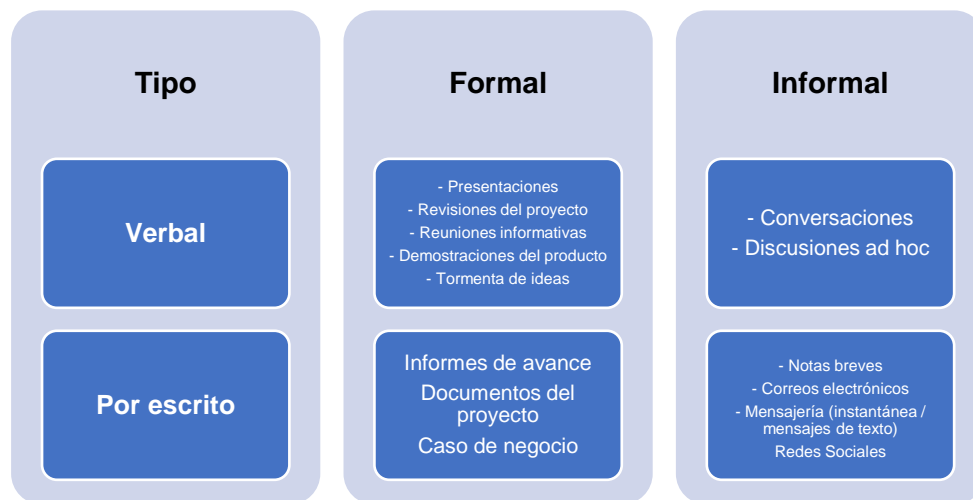 Tipo
Formal
Informal
Verbal
- Presentaciones
- Revisiones del proyecto
- Reuniones informativas
- Demostraciones del producto
- Tormenta de ideas
- Conversaciones
- Discusiones ad hoc
Por escrito
Informes de avance
Documentos del
proyecto
Caso de negocio
- Notas breves
- Correos electrónicos
- Mensajería (instantánea /
mensajes de texto)
Redes Sociales